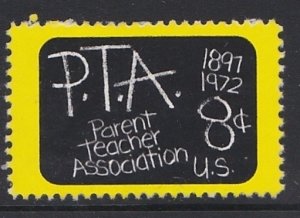 P.T.A.
1897
1972
8¢
Parent
Teacher
Association
U.S.